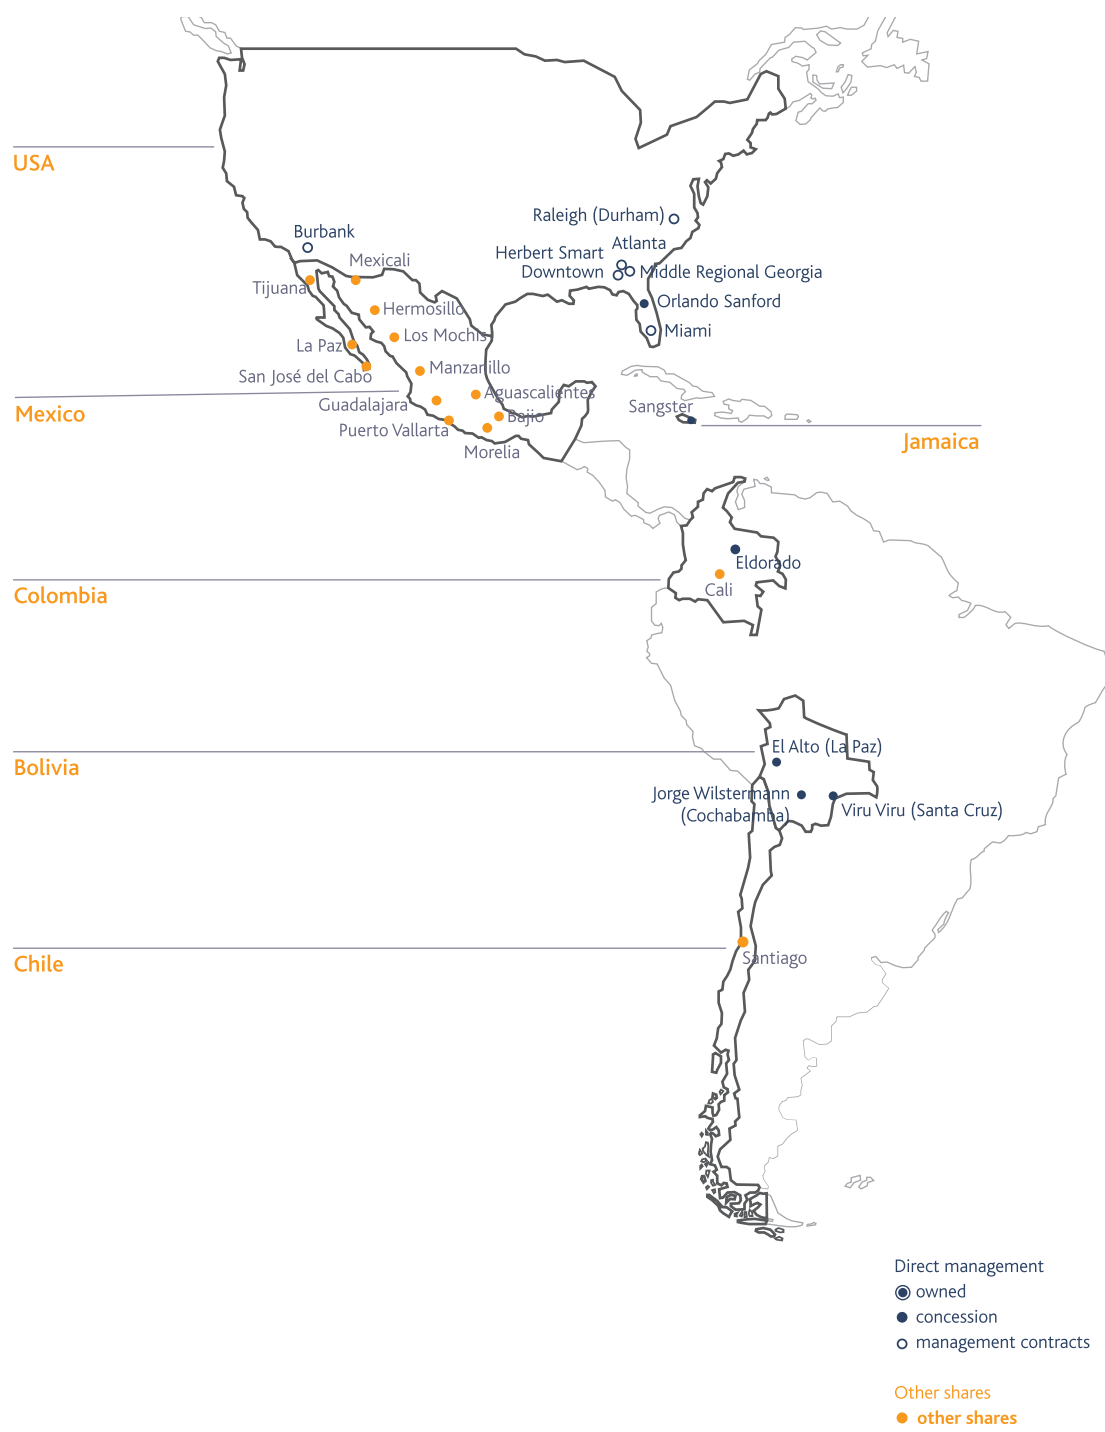 USA
Raleigh (Durham)
Burbank
Atlanta
Herbert Smart
Downtown
Middle Regional Georgia
Mexicali
Tijuana
Orlando Sanford
Hermosillo
Miami
Los Mochis
La Paz
Manzanillo
San José del Cabo
Aguascalientes
Guadalajara
Sangster
Mexico
Bajio
Puerto Vallarta
Jamaica
Morelia
Eldorado
Cali
Colombia
El Alto (La Paz)
Bolivia
Jorge Wilstermann
(Cochabamba)
Viru Viru (Santa Cruz)
Santiago
Chile
Direct management
owned
concession
management contracts
Other shares
other shares